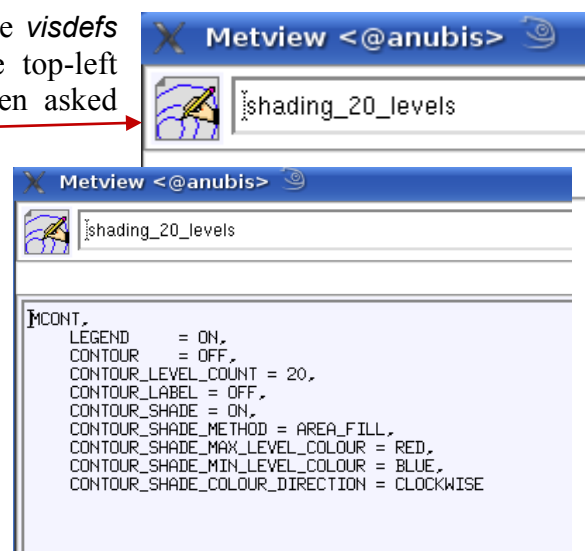 e visdefs
e top-left
en asked
Metview <@anubis>
shading_20_levels
Metview <@anubis>
shading_20_levels
MCONT,
LEGEND = ON,
CONTOUR = OFF,
CONTOUR_LEVEL_COUNT = 20,
CONTOUR_LABEL = OFF,
CONTOUR_SHADE = ON,
CONTOUR_SHADE_METHOD = AREA_FILL,
CONTOUR_SHADE_MAX_LEVEL_COLOUR = RED,
CONTOUR_SHADE_MIN_LEVEL_COLOUR = BLUE,
CONTOUR_SHADE_COLOUR_DIRECTION = CLOCKWISE